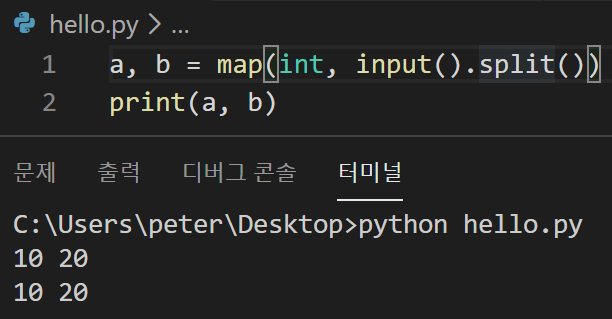 hello.py > ...
1 a, b = map(int, input().split())
2 print(a, b)
문제 출력 디버그 콘솔 터미널
C:\Users\peter\Desktop>python hello.py
10 20
10 20